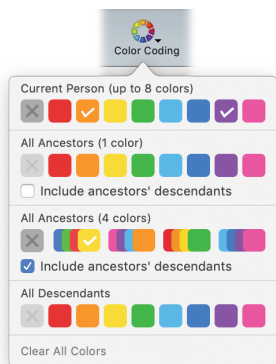 Color Coding
Current Person (up to 8 colors)
All Ancestors (1 color)
Include ancestors' descendants
All Ancestors (4 colors)
Include ancestors' descendants
All Descendants
Clear All Colors